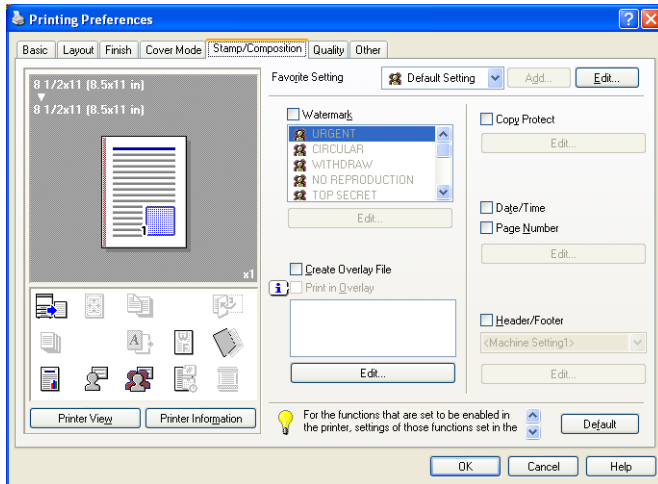 Printing Preferences
Basic Layout Finish Cover Mode Stamp/Composition Quality Other
8 1/2x11 (8.5x11 in)
8 1/2x11 (8.5x11 in)
1
x1
Printer View Printer Information
Favorite Setting Default Setting Add... Edit...
Watermark
URGENT
CIRCULAR
WITHDRAW
NO REPRODUCTION
TOP SECRET
Edit...
Create Overlay File
Print in Overlay
Edit...
Copy Protect
Edit...
Date/Time
Page Number
Edit...
Header/Footer
<Machine Setting1>
Edit...
For the functions that are set to be enabled in
the printer, settings of those functions set in the
Default
OK Cancel Help